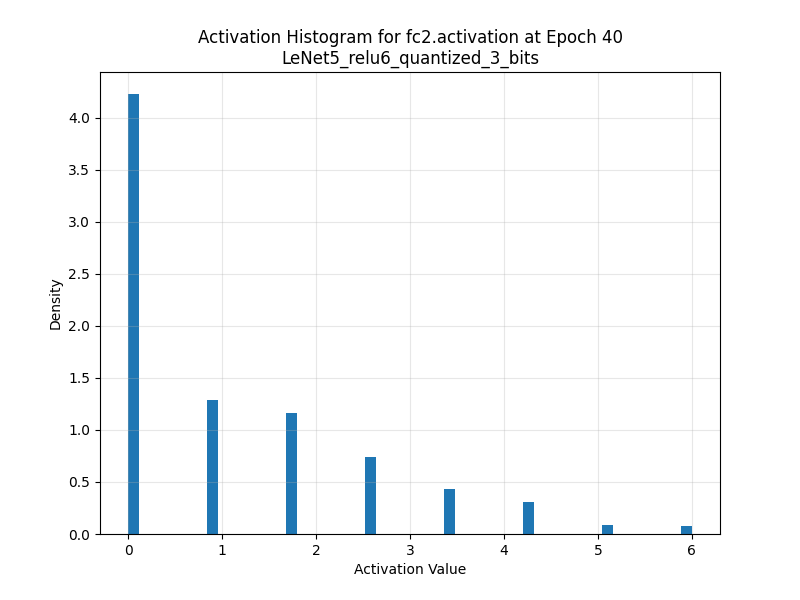 Activation Histogram for fc2.activation at Epoch 40
LeNet5_relu6_quantized_3_bits
4.0
3.5
3.0
2.5
2.0
1.5
1.0
0.5
0.0
Density
0 1 2 3 4 5 6
Activation Value